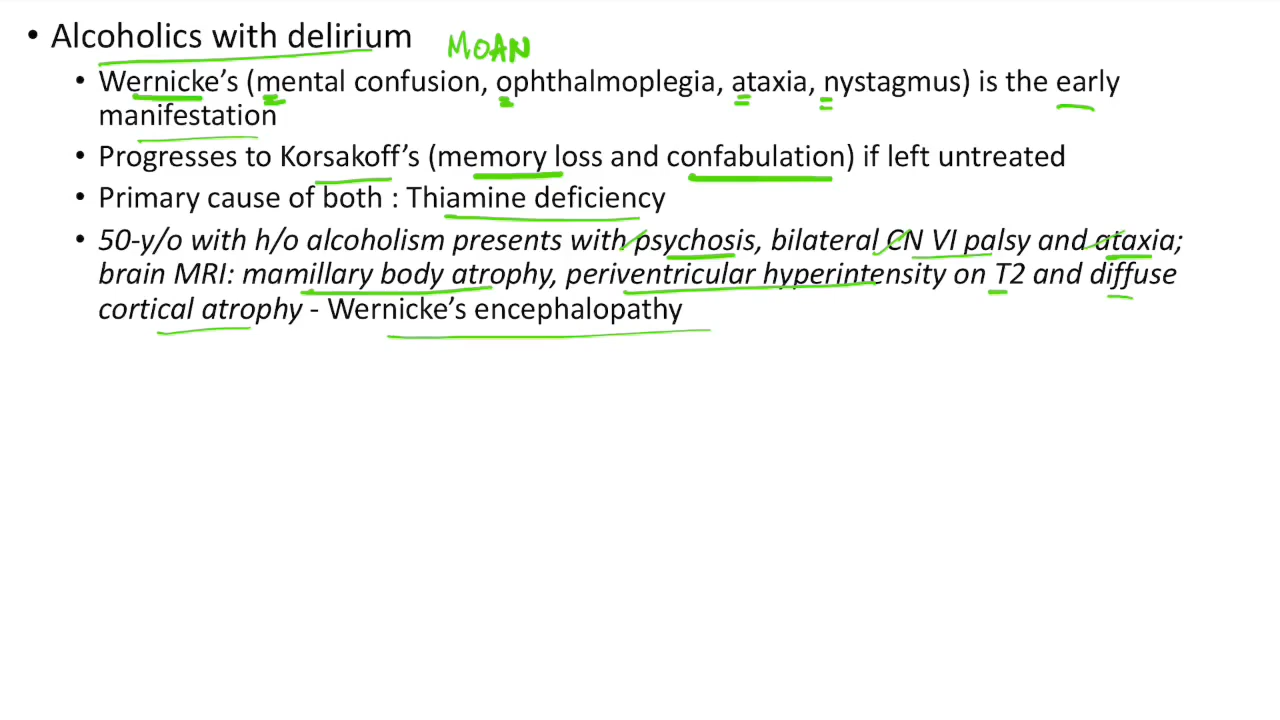 • Alcoholics with delirium MOAN
• Wernicke's (mental confusion, ophthalmoplegia, ataxia, nystagmus) is the early
manifestation
• Progresses to Korsakoff's (memory loss and confabulation) if left untreated
• Primary cause of both : Thiamine deficiency
• 50-y/o with h/o alcoholism presents with psychosis, bilateral CN VI palsy and ataxia;
brain MRI: mamillary body atrophy, periventricular hyperintensity on T2 and diffuse
cortical atrophy - Wernicke's encephalopathy